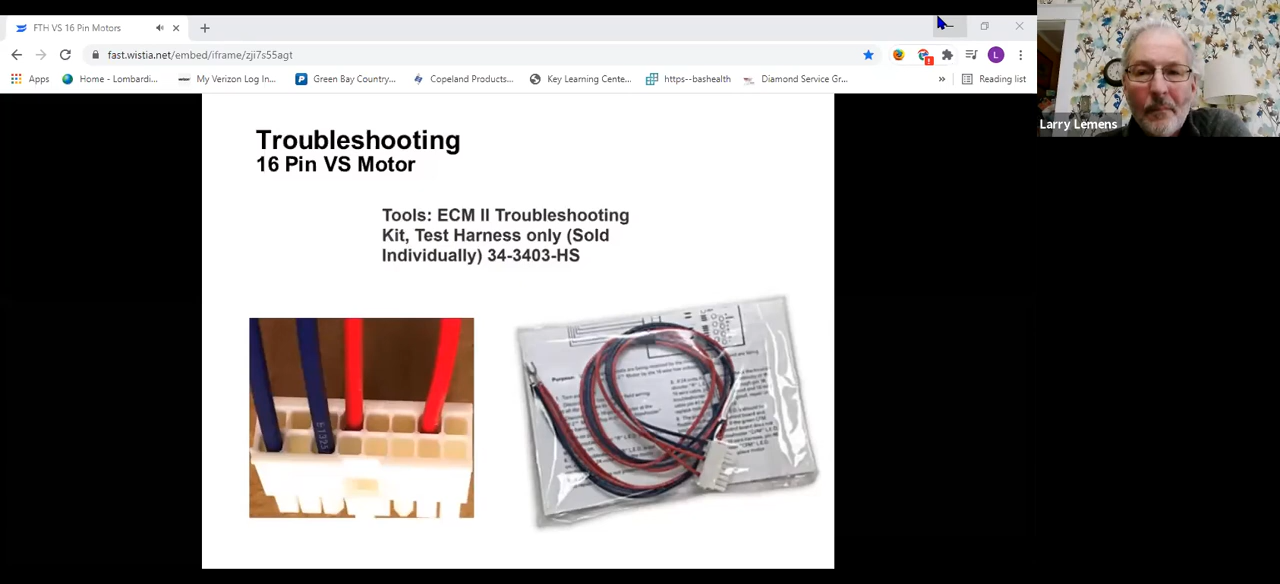 FTH VS 16 Pin Motors
fast.wistia.net/embed/iframe/zji7s55aqt
Apps
Home - Lombardi...
My Verizon Log In...
Green Bay Country...
Copeland Products...
Key Learning Cente...
https--bashealth
Diamond Service Gr...
»
Reading list
L
Larry Lemens
Troubleshooting
16 Pin VS Motor
Tools: ECM II Troubleshooting
Kit, Test Harness only (Sold
Individually) 34-3403-HS
Purpose: